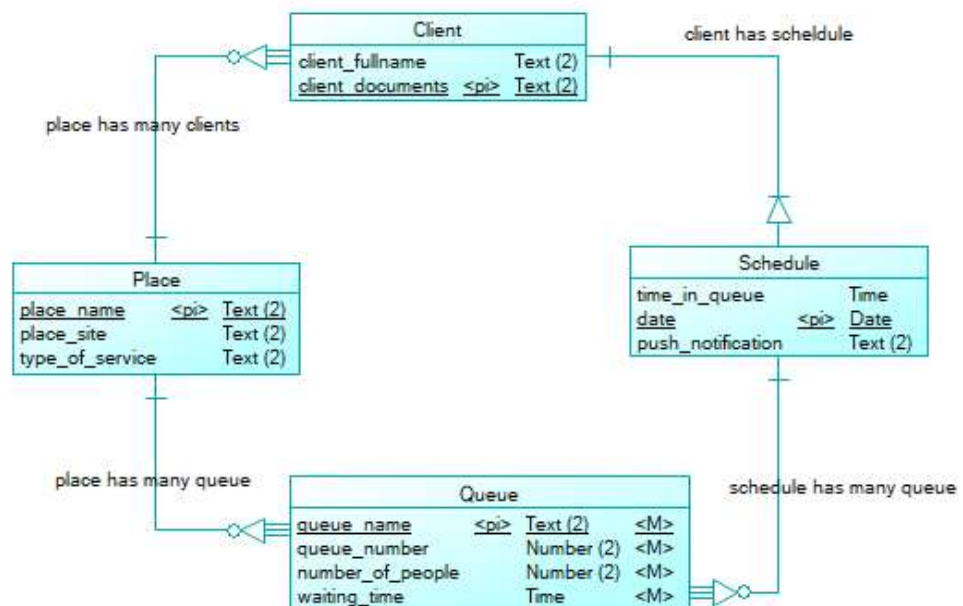 Client
client_fullname Text (2)
client_documents <pi> Text (2)
client has scheldule
place has many clients
Place
place_name <pi> Text (2)
place_site Text (2)
type_of_service Text (2)
Schedule
time_in_queue Time
date <pi> Date
push_notification Text (2)
place has many queue
schedule has many queue
Queue
queue_name <pi> Text (2) <M>
queue_number Number (2) <M>
number_of_people Number (2) <M>
waiting_time Time <M>